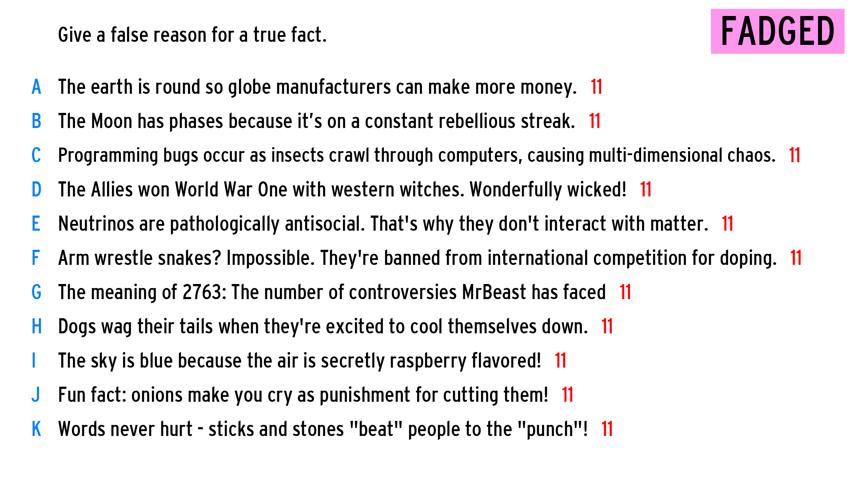 Give a false reason for a true fact.
FADGED
A The earth is round so globe manufacturers can make more money. 11
B The Moon has phases because it's on a constant rebellious streak. 11
C Programming bugs occur as insects crawl through computers, causing multi-dimensional chaos. 11
D The Allies won World War One with western witches. Wonderfully wicked! 11
E Neutrinos are pathologically antisocial. That's why they don't interact with matter. 11
F Arm wrestle snakes? Impossible. They're banned from international competition for doping. 11
G The meaning of 2763: The number of controversies MrBeast has faced 11
H Dogs wag their tails when they're excited to cool themselves down. 11
I The sky is blue because the air is secretly raspberry flavored! 11
J Fun fact: onions make you cry as punishment for cutting them! 11
K Words never hurt - sticks and stones "beat" people to the "punch"! 11